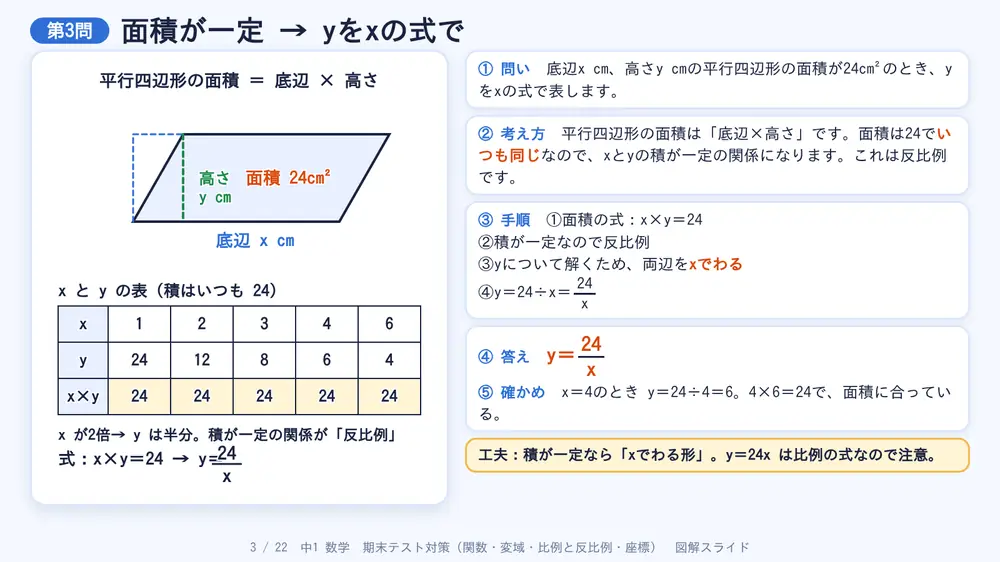 第3問 面積が一定 → yをxの式で
平行四辺形の面積 = 底辺 × 高さ
高さ 面積 24cm²
y cm
底辺 x cm
x と y の表（積はいつも 24）
x 1 2 3 4 6
y 24 12 8 6 4
x×y 24 24 24 24 24
x が2倍→ y は半分。積が一定の関係が「反比例」
式：x×y＝24 → y=24/x
① 問い 底辺x cm、高さy cmの平行四辺形の面積が24cm²のとき、y
をxの式で表します。
② 考え方 平行四辺形の面積は「底辺×高さ」です。面積は24でい
つも同じなので、xとyの積が一定の関係になります。これは反比例
です。
③ 手順 ①面積の式：x×y＝24
②積が一定なので反比例
③yについて解くため、両辺をxでわる
④y＝24÷x＝24/x
④ 答え y＝24/x
⑤ 確かめ x＝4のとき y＝24÷4＝6。4×6＝24で、面積に合ってい
る。
工夫：積が一定なら「xでわる形」。y＝24x は比例の式なので注意。
3 / 22 中1 数学 期末テスト対策（関数・変域・比例と反比例・座標） 図解スライド